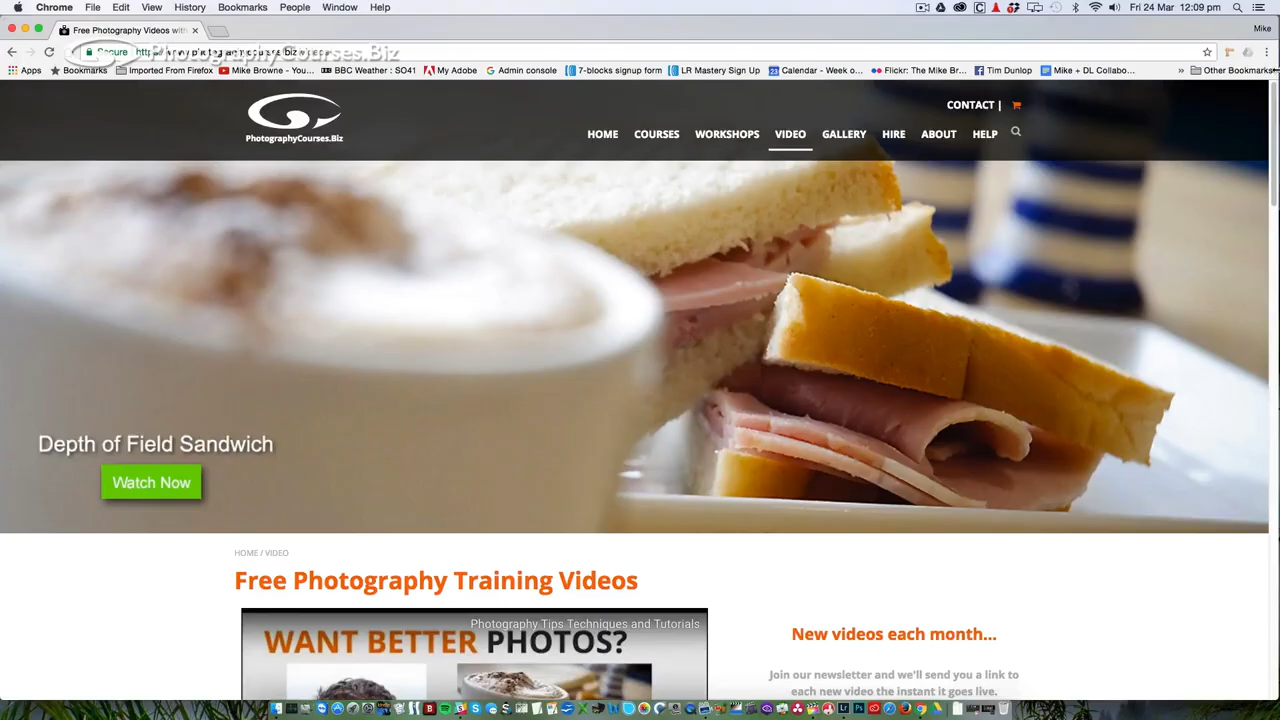 Chrome File Edit View History Bookmarks People Window Help
Fri 24 Mar 12:09 pm
Free Photography Videos with
Mike
Secure
PhotographyCourses.Biz
Apps Bookmarks Imported From Firefox Mike Browne - You... BBC Weather : SO41 My Adobe Admin console 7-blocks signup form LR Mastery Sign Up Calendar - Week o... Flickr: The Mike Br... Tim Dunlop Mike + DL Collabo... » Other Bookmarks
CONTACT |
PhotographyCourses.Biz
HOME COURSES WORKSHOPS VIDEO GALLERY HIRE ABOUT HELP
Depth of Field Sandwich
Watch Now
HOME / VIDEO
Free Photography Training Videos
Photography Tips Techniques and Tutorials
WANT BETTER PHOTOS?
New videos each month...
Join our newsletter and we'll send you a link to
each new video the instant it goes live.